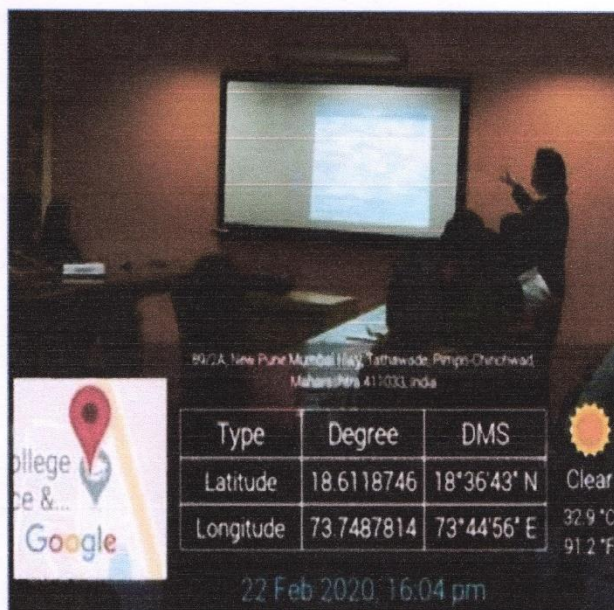 89/2A, New Pune Mumbai Hwy, Tathawade, Pimpri-Chinchwad,
Maharashtra 411033, India
Type Degree DMS
Latitude 18.6118746 18°36'43" N
Longitude 73.7487814 73°44'56" E
ollege
ce &...
Google
Clear
32.9 °C
91.2 °F
22 Feb 2020, 16:04 pm